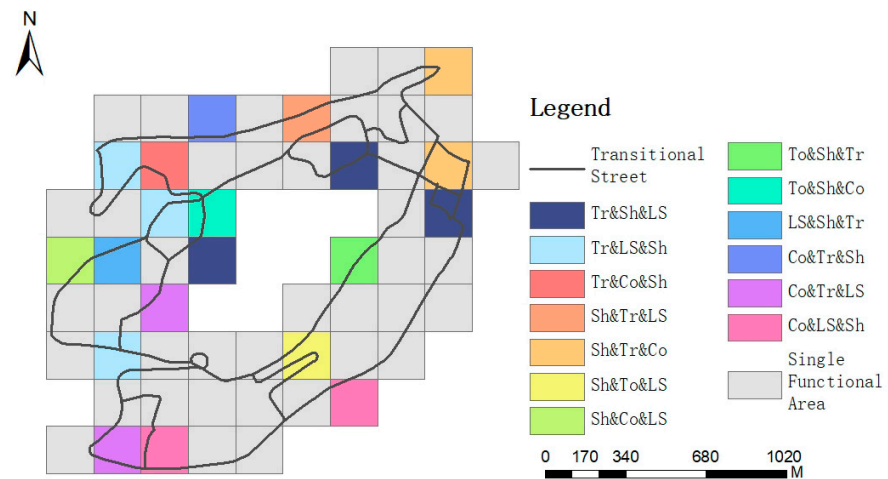 N
Legend
Transitional
Street
Tr&Sh&LS
Tr&LS&Sh
Tr&Co&Sh
Sh&Tr&LS
Sh&Tr&Co
Sh&To&LS
Sh&Co&LS
To&Sh&Tr
To&Sh&Co
LS&Sh&Tr
Co&Tr&Sh
Co&Tr&LS
Co&LS&Sh
Single
Functional
Area
0 170 340 680 1020
M